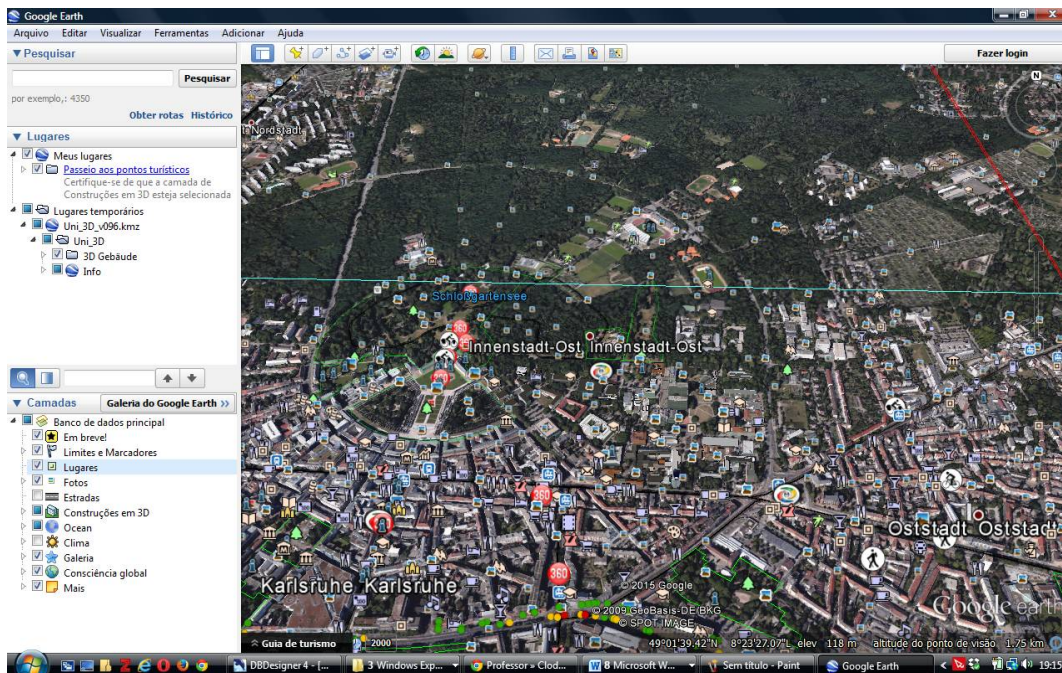 Google Earth
Arquivo Editar Visualizar Ferramentas Adicionar Ajuda
Pesquisar
Fazer login
Pesquisar
por exemplo,: 4350
Obter rotas Histórico
Lugares
Meus lugares
Passeio aos pontos turísticos
Certifique-se de que a camada de
Construções em 3D esteja selecionada
Lugares temporários
Uni_3D_v096.kmz
Uni_3D
3D Gebäude
Info
Camadas Galeria do Google Earth >>
Banco de dados principal
Em breve!
Limites e Marcadores
Lugares
Fotos
Estradas
Construções em 3D
Ocean
Clima
Galeria
Consciência global
Mais
N
Nordstadt
Schloßgartensee
360
Innenstadt-Ost Innenstadt-Ost
360
Oststadt Oststadt
360
Karlsruhe Karlsruhe
© 2015 Google
© 2009 GeoBasis-DE/BKG
© SPOT IMAGE
Google earth
Guia de turismo
2000
49°01'39.42"N 8°23'27.07"L elev 118 m altitude do ponto de visão 1.75 km
DBDesigner 4 - [...
3 Windows Exp...
Professor » Clod...
8 Microsoft W...
Sem título - Paint
Google Earth
19:15